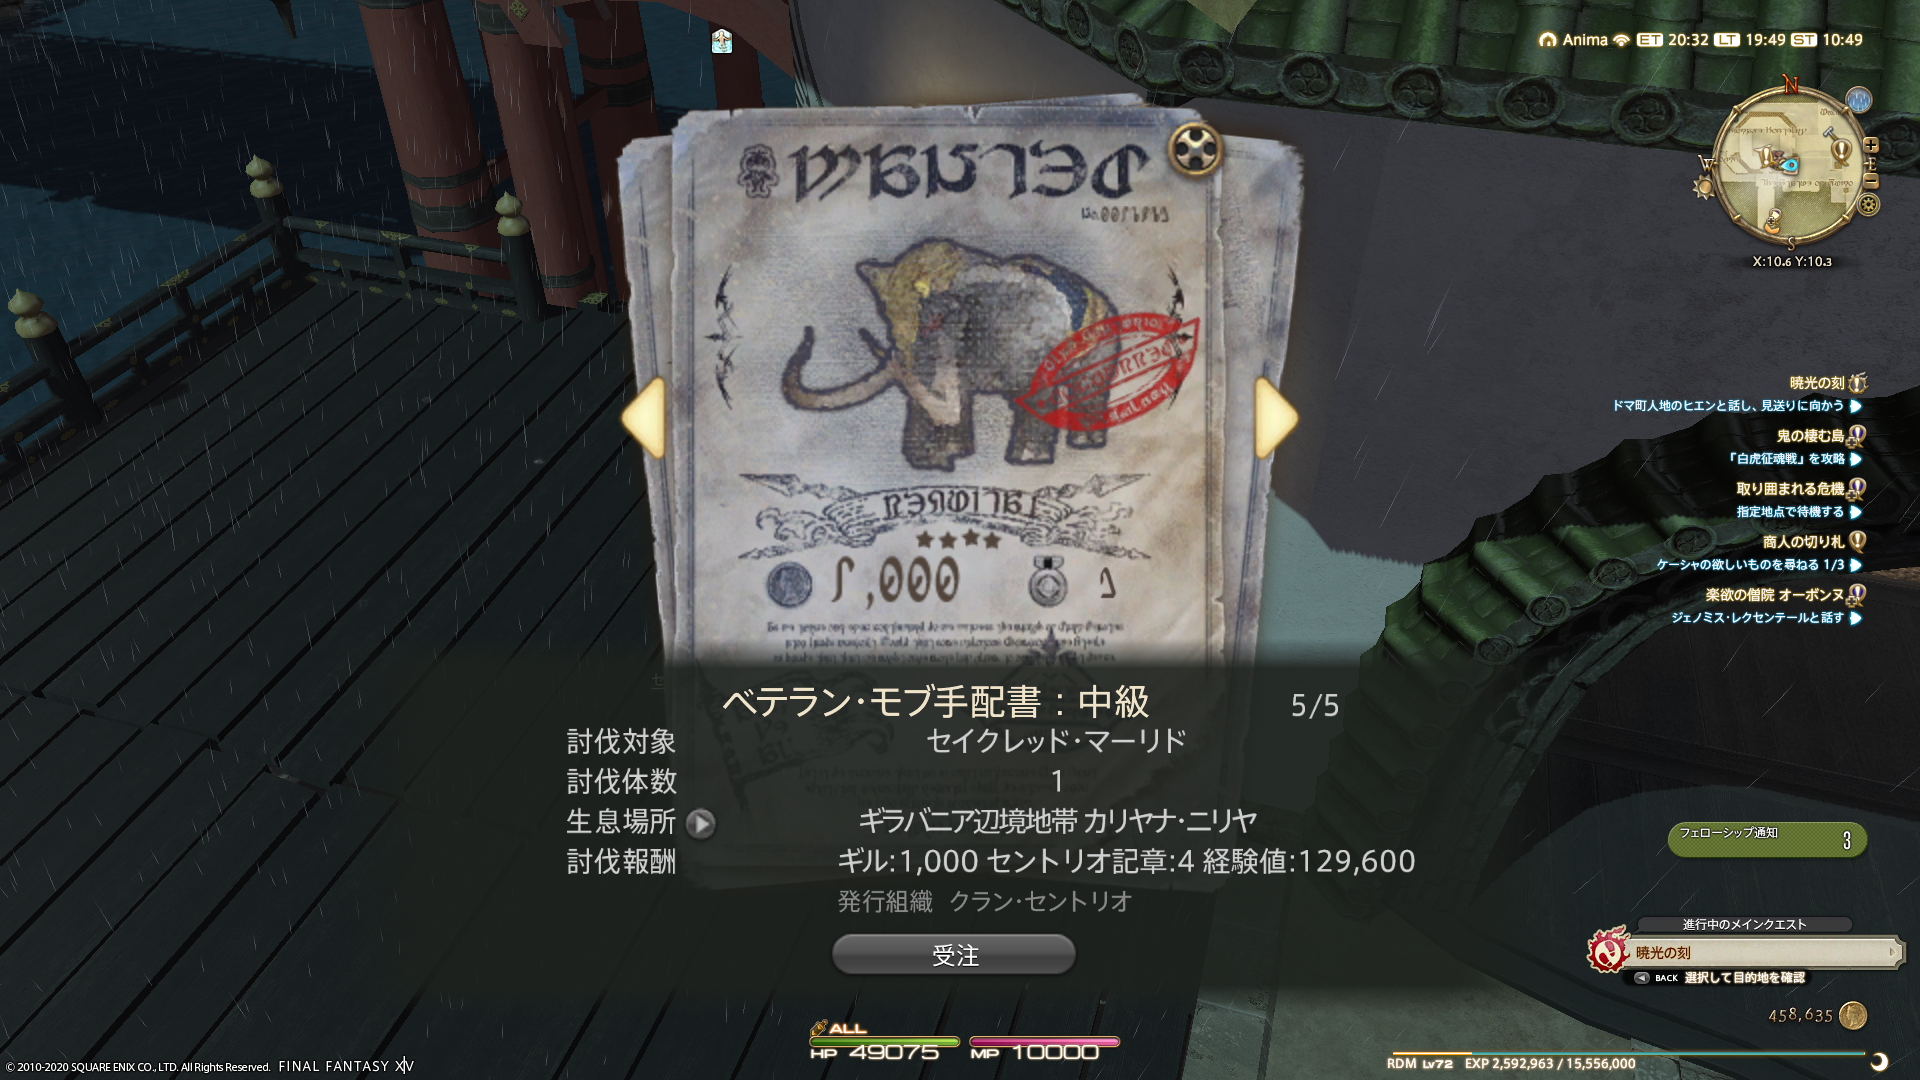 Anima ET 20:32 LT 19:49 ST 10:49
N
W
E
S
X:10.6 Y:10.3
暁光の刻
ドマ町人地のヒエンと話し、見送りに向かう
鬼の棲む島
「白虎征魂戦」を攻略
取り囲まれる危機
指定地点で待機する
商人の切り札
ケーシャの欲しいものを尋ねる 1/3
楽欲の僧院 オーボンヌ
ジェノミス・レクセンテールと話す
ベテラン・モブ手配書：中級 5/5
討伐対象 セイクレッド・マーリド
討伐体数 1
生息場所 ギラバニア辺境地帯 カリヤナ・ニリヤ
討伐報酬 ギル:1,000 セントリオ記章:4 経験値:129,600
発行組織 クラン・セントリオ
受注
フェローシップ通知 3
進行中のメインクエスト
暁光の刻
BACK 選択して目的地を確認
458,635
ALL
HP 49075 MP 10000
RDM Lv72 EXP 2,592,963 / 15,556,000
© 2010-2020 SQUARE ENIX CO., LTD. All Rights Reserved. FINAL FANTASY XIV